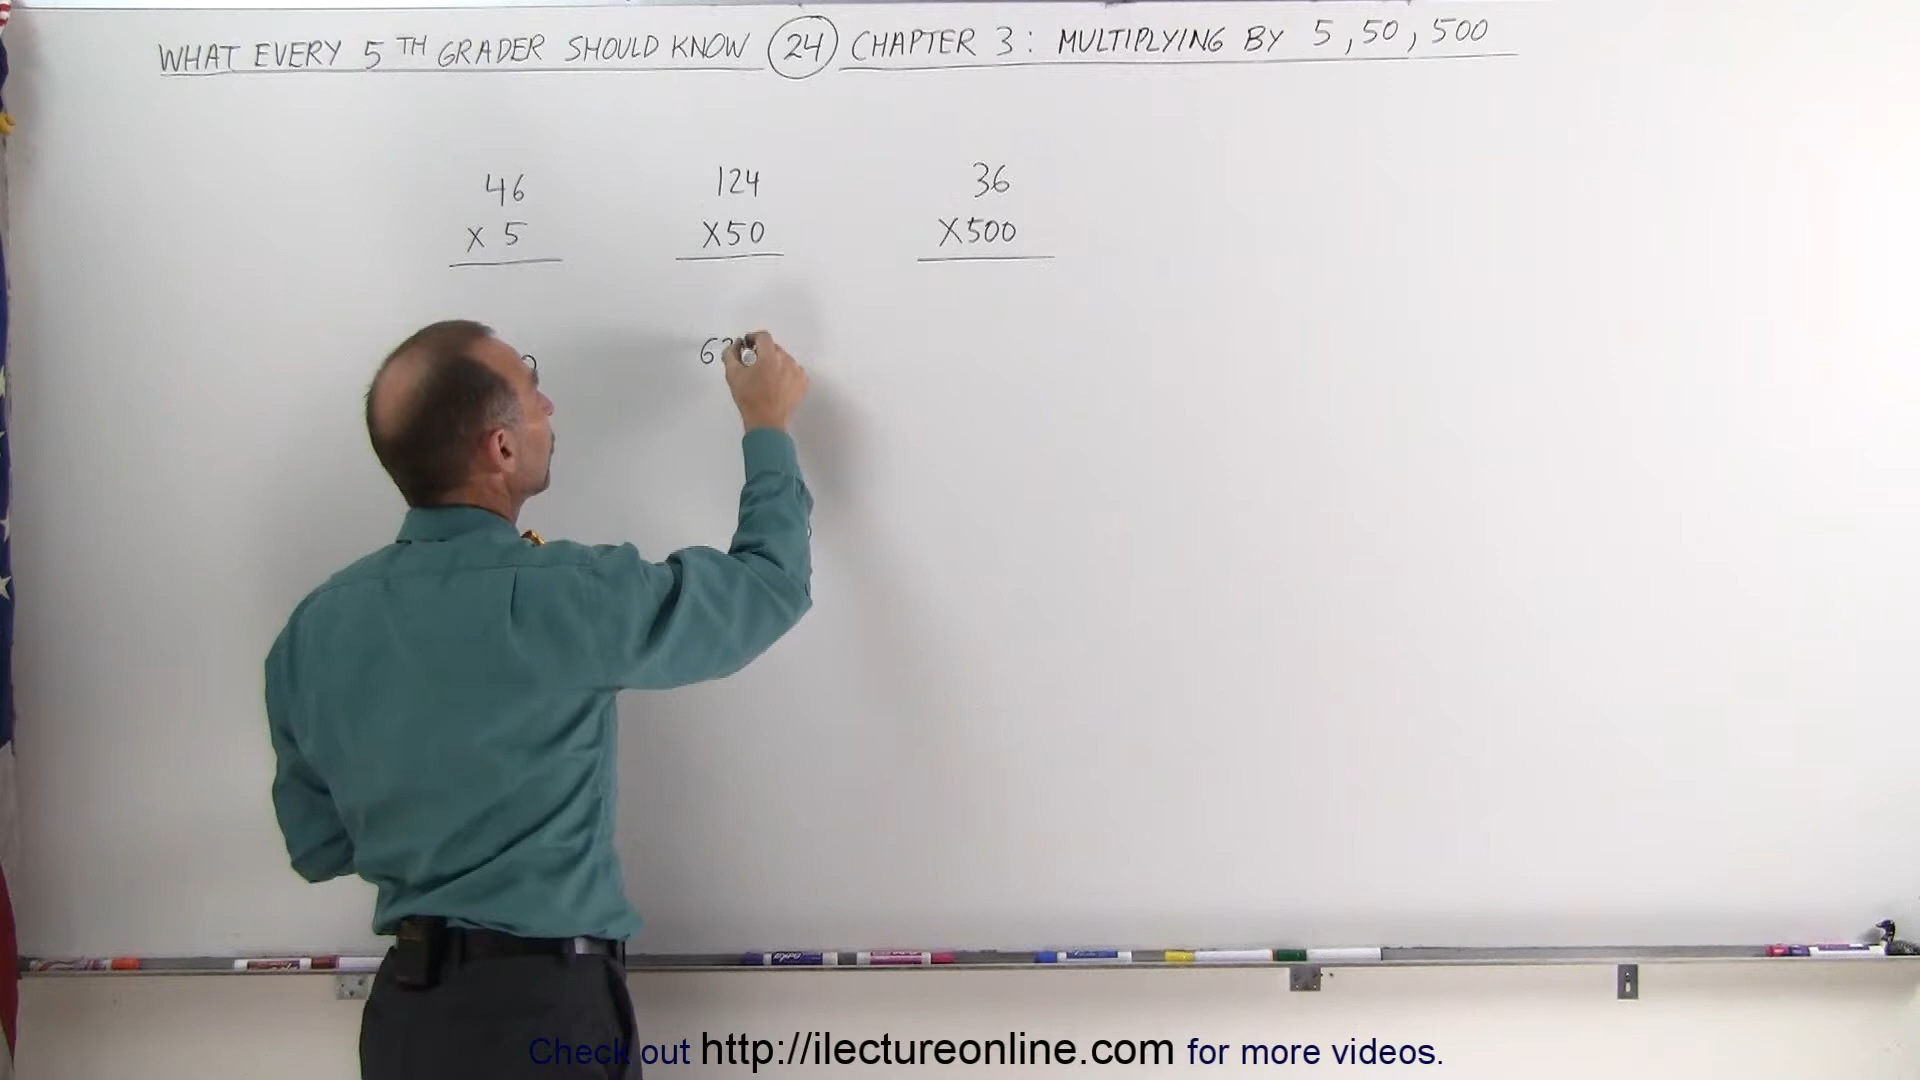 WHAT EVERY 5TH GRADER SHOULD KNOW 24 CHAPTER 3: MULTIPLYING BY 5, 50, 500
46 124 36
X 5 X50 X500
Check out http://ilectureonline.com for more videos.